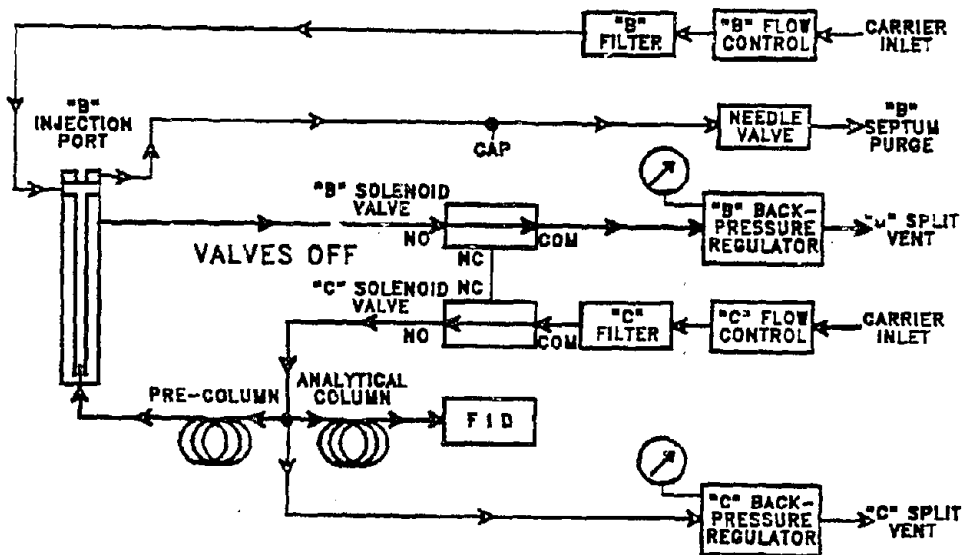 "B"
FILTER
"B" FLOW
CONTROL
CARRIER
INLET
"B"
INJECTION
PORT
CAP
NEEDLE
VALVE
"B"
SEPTUM
PURGE
"B" SOLENOID
VALVE
NO
COM
NC
"B" BACK-
PRESSURE
REGULATOR
SPLIT
VENT
VALVES OFF
NC
"C" SOLENOID
VALVE
NO
COM
"C"
FILTER
"C" FLOW
CONTROL
CARRIER
INLET
PRE-COLUMN
ANALYTICAL
COLUMN
FID
"C" BACK-
PRESSURE
REGULATOR
"C" SPLIT
VENT